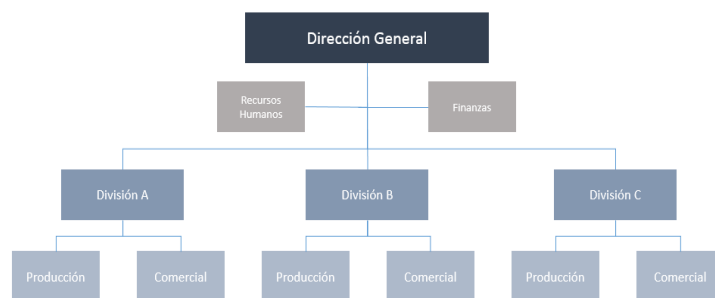 Dirección General
Recursos
Humanos
Finanzas
División A
División B
División C
Producción
Comercial
Producción
Comercial
Producción
Comercial